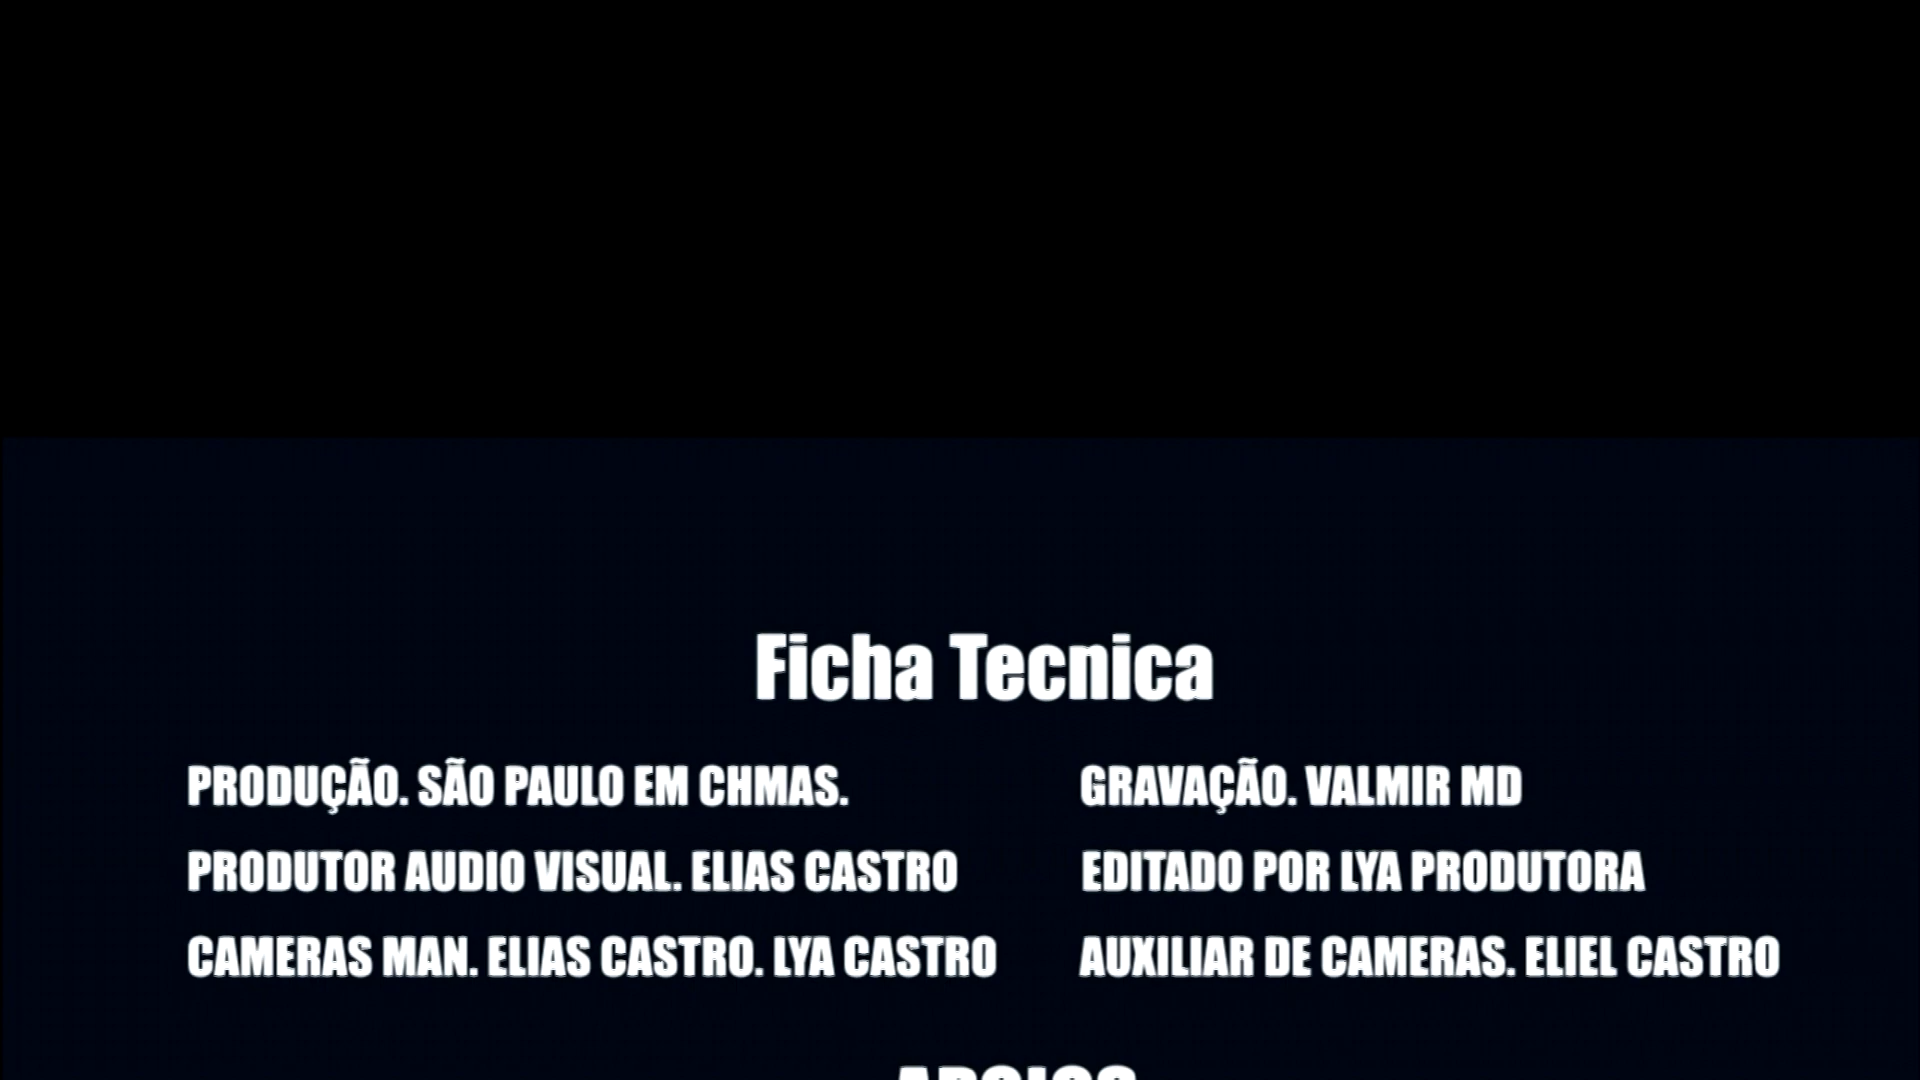 Ficha Tecnica
PRODUÇÃO. SÃO PAULO EM CHMAS.
GRAVAÇÃO. VALMIR MD
PRODUTOR AUDIO VISUAL. ELIAS CASTRO
EDITADO POR LYA PRODUTORA
CAMERAS MAN. ELIAS CASTRO. LYA CASTRO
AUXILIAR DE CAMERAS. ELIEL CASTRO